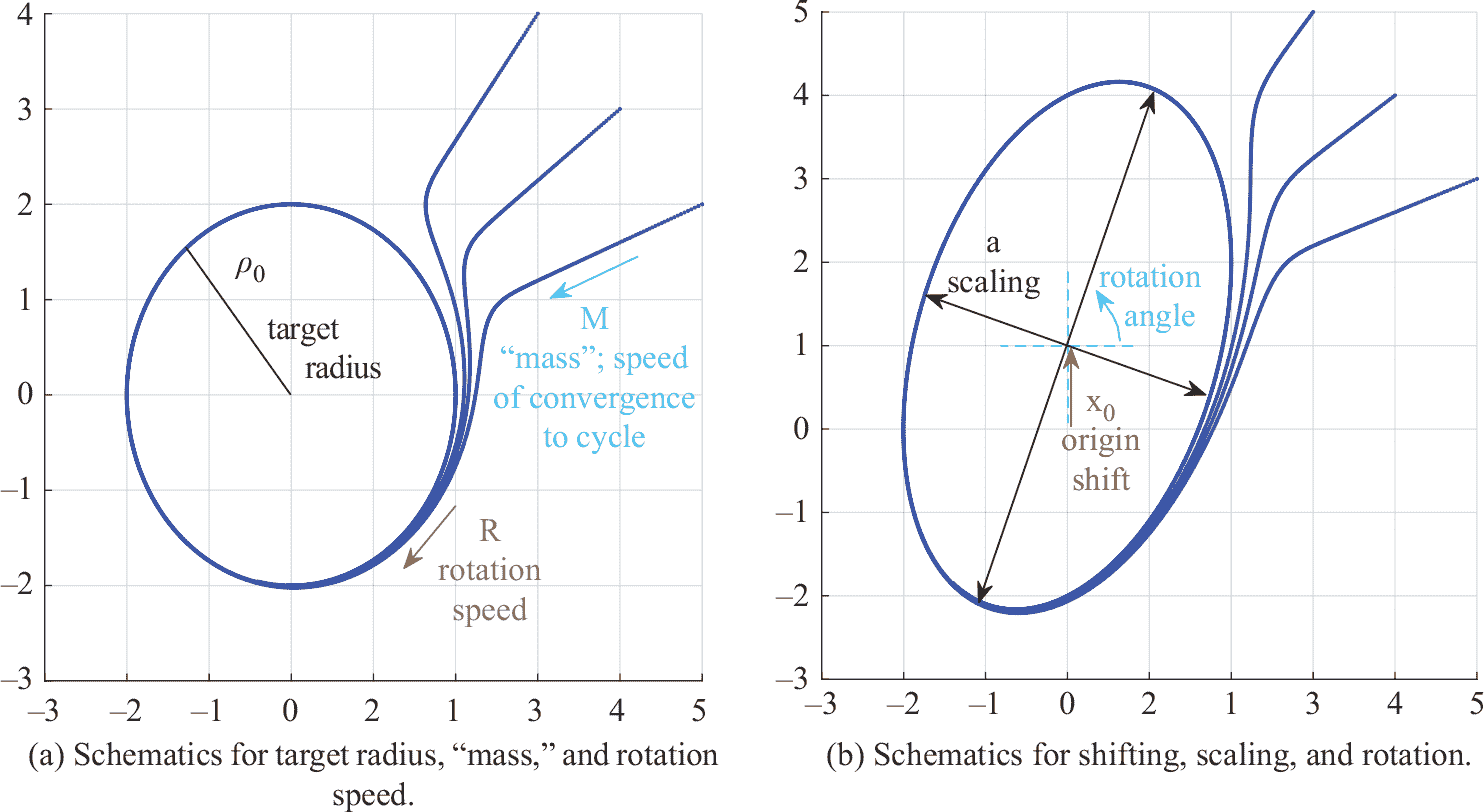 4
3
2
1
0
–1
–2
–3
–3 –2 –1 0 2 1 3 4 5
ρ0
target
radius
M
“mass”; speed
of convergence
to cycle
R
rotation
speed
(a) Schematics for target radius, “mass,” and rotation
speed.
5
4
3
2
1
0
–1
–2
–3
–3 –2 –1 0 2 1 3 4 5
a
scaling
rotation
angle
x0
origin
shift
(b) Schematics for shifting, scaling, and rotation.